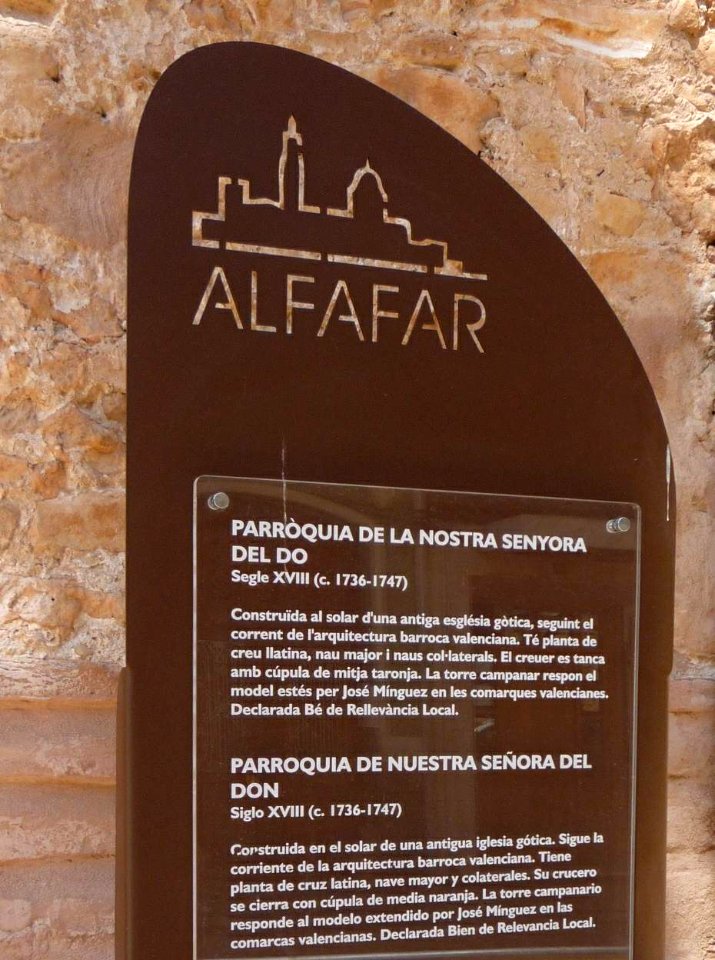 ALFAFAR
PARRÒQUIA DE LA NOSTRA SENYORA
DEL DO
Segle XVIII (c. 1736-1747)
Construïda al solar d'una antiga església gòtica, seguint el
corrent de l'arquitectura barroca valenciana. Té planta de
creu llatina, nau major i naus col·laterals. El creuer es tanca
amb cúpula de mitja taronja. La torre campanar respon el
model estés per José Mínguez en les comarques valencianes.
Declarada Bé de Rellevància Local.
PARROQUIA DE NUESTRA SEÑORA DEL
DON
Siglo XVIII (c. 1736-1747)
Construida en el solar de una antigua iglesia gótica. Sigue la
corriente de la arquitectura barroca valenciana. Tiene
planta de cruz latina, nave mayor y colaterales. Su crucero
se cierra con cúpula de media naranja. La torre campanario
responde al modelo extendido por José Mínguez en las
comarcas valencianas. Declarada Bien de Relevancia Local.